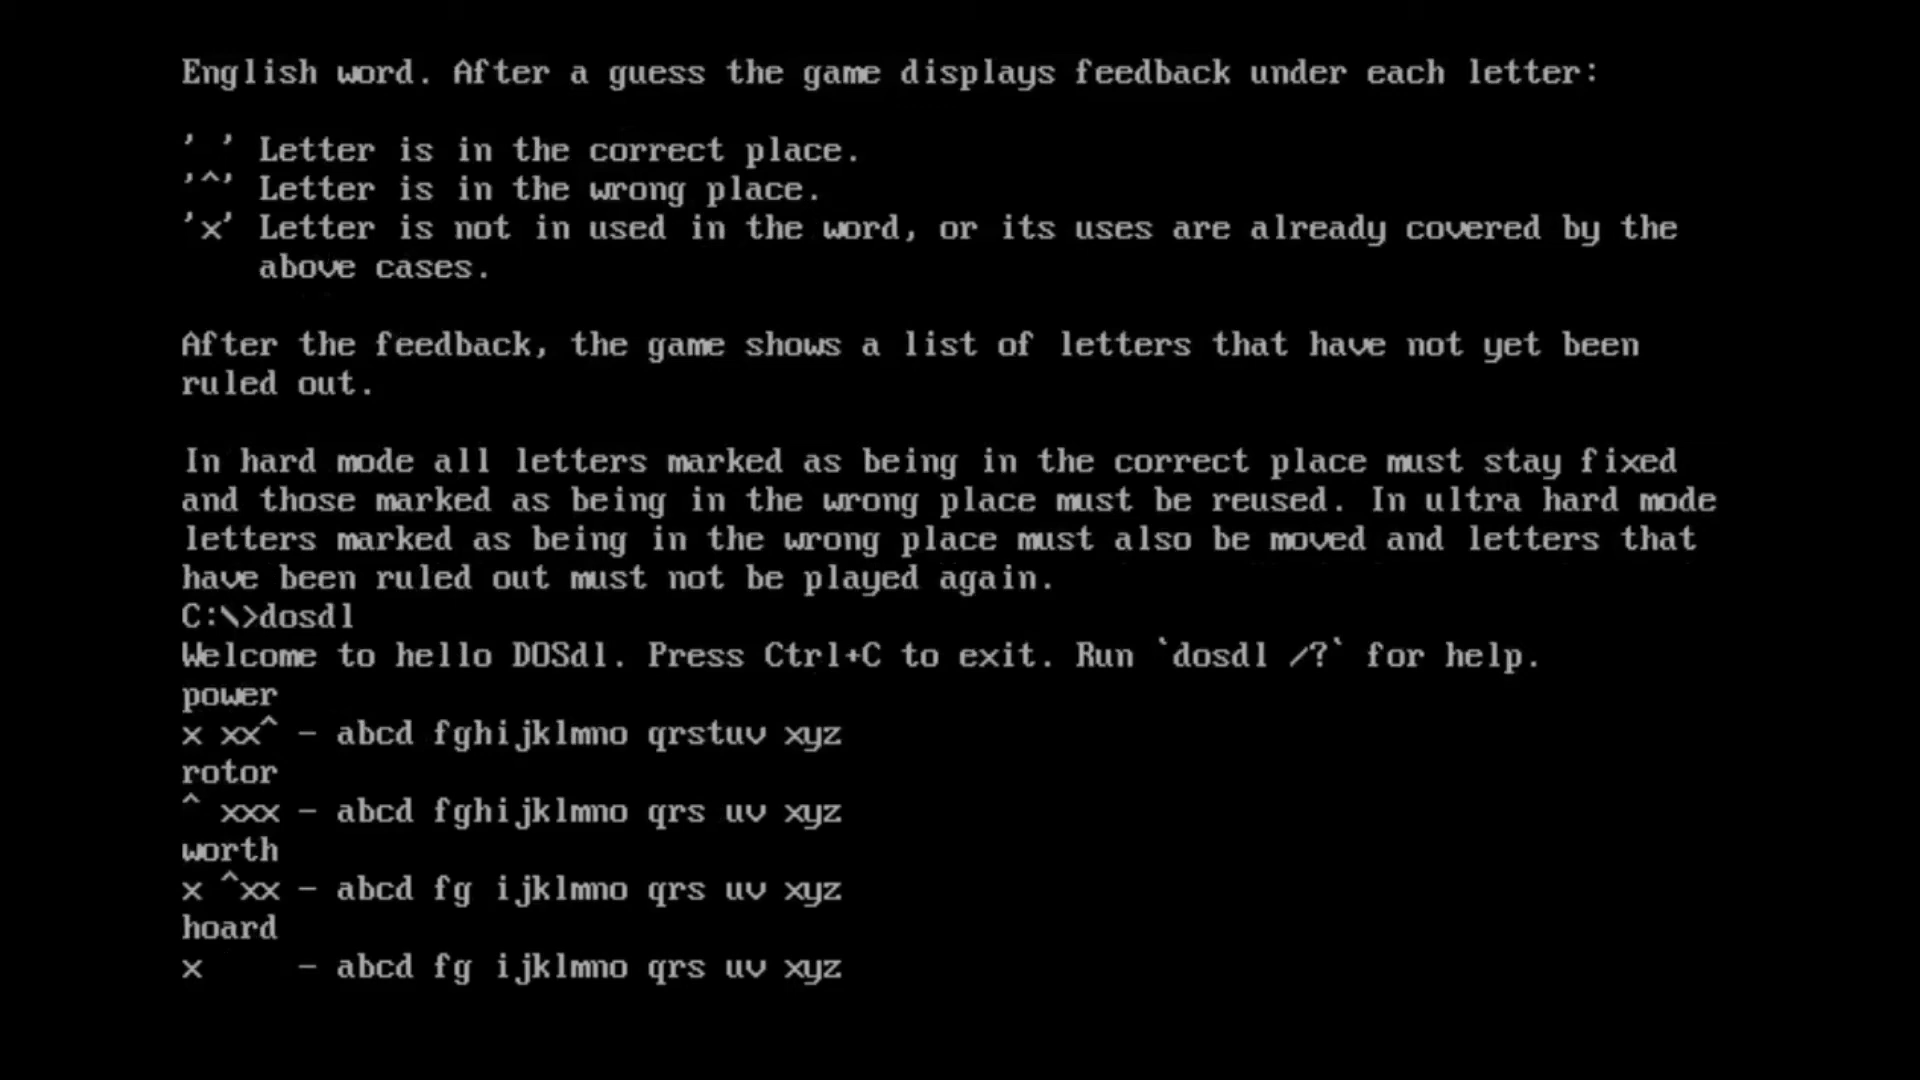 English word. After a guess the game displays feedback under each letter:
' ' Letter is in the correct place.
'^' Letter is in the wrong place.
'x' Letter is not in used in the word, or its uses are already covered by the
above cases.
After the feedback, the game shows a list of letters that have not yet been
ruled out.
In hard mode all letters marked as being in the correct place must stay fixed
and those marked as being in the wrong place must be reused. In ultra hard mode
letters marked as being in the wrong place must also be moved and letters that
have been ruled out must not be played again.
C:\>dosdl
Welcome to hello DOSdl. Press Ctrl+C to exit. Run `dosdl /?` for help.
power
x xx^ - abcd fghijklmno qrstuv xyz
rotor
^ xxx - abcd fghijklmno qrs uv xyz
worth
x ^xx - abcd fg ijklmno qrs uv xyz
hoard
x     - abcd fg ijklmno qrs uv xyz